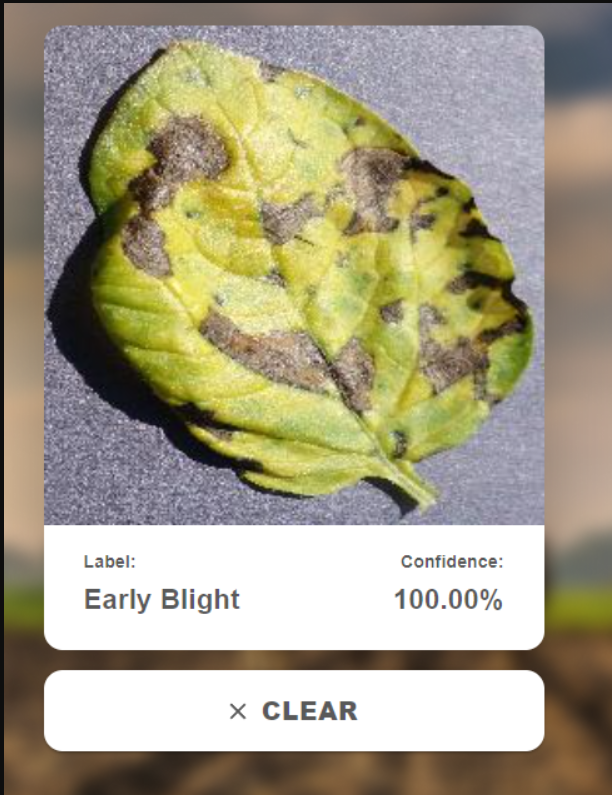 Label:
Confidence:
Early Blight
100.00%
× CLEAR